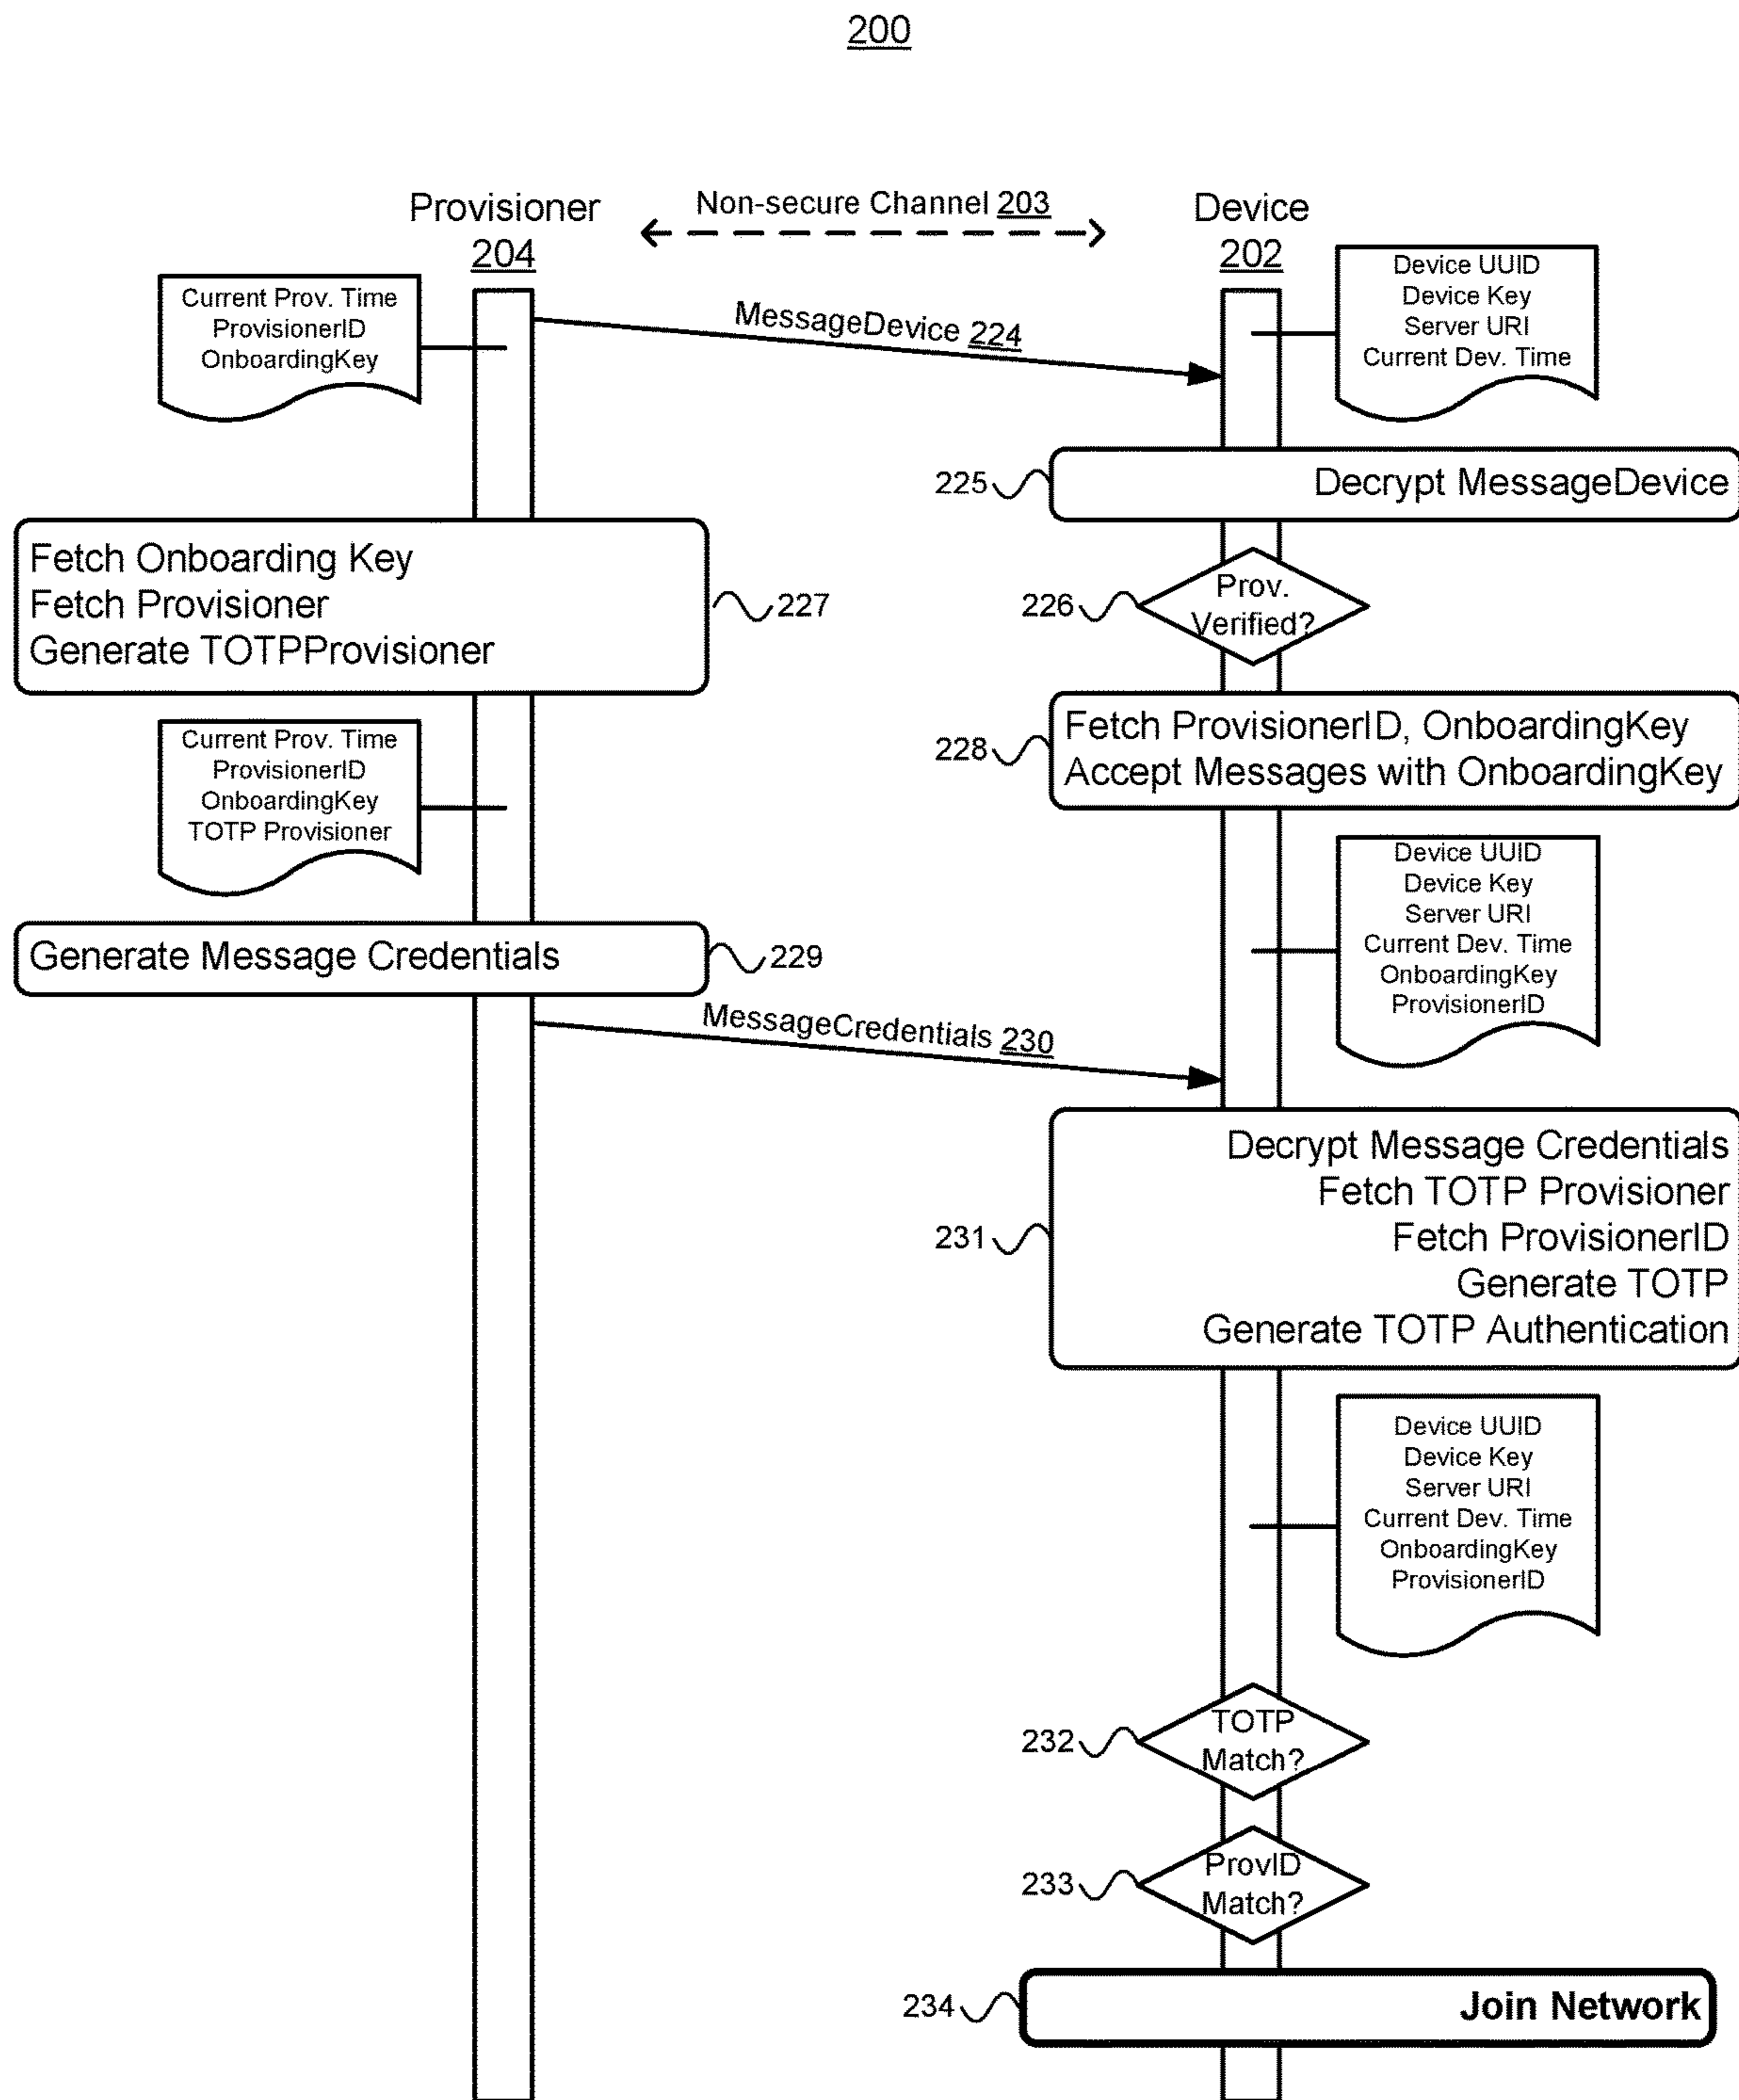 200
Provisioner
204
Non-secure Channel 203
Device
202
Current Prov. Time
ProvisionerID
OnboardingKey
MessageDevice 224
Device UUID
Device Key
Server URI
Current Dev. Time
225
Decrypt MessageDevice
Fetch Onboarding Key
Fetch Provisioner
Generate TOTPProvisioner
227
226
Prov.
Verified?
228
Fetch ProvisionerID, OnboardingKey
Accept Messages with OnboardingKey
Current Prov. Time
ProvisionerID
OnboardingKey
TOTP Provisioner
Device UUID
Device Key
Server URI
Current Dev. Time
OnboardingKey
ProvisionerID
Generate Message Credentials
229
MessageCredentials 230
231
Decrypt Message Credentials
Fetch TOTP Provisioner
Fetch ProvisionerID
Generate TOTP
Generate TOTP Authentication
Device UUID
Device Key
Server URI
Current Dev. Time
OnboardingKey
ProvisionerID
232
TOTP
Match?
233
ProvID
Match?
234
Join Network